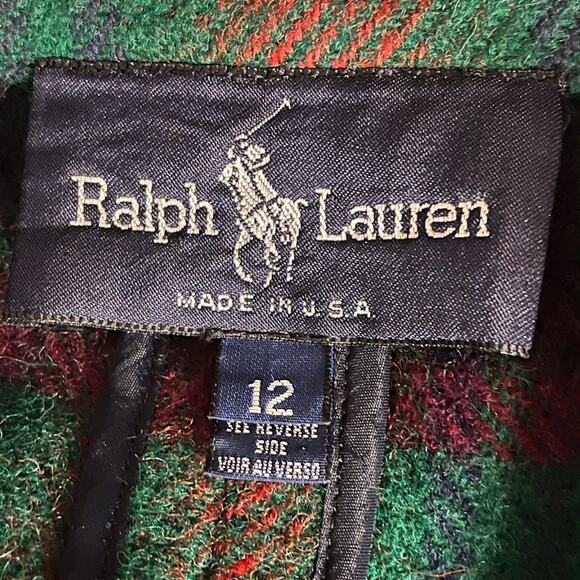 Ralph Lauren
MADE IN U.S.A.
12
SEE REVERSE
SIDE
VOIR AU VERSO